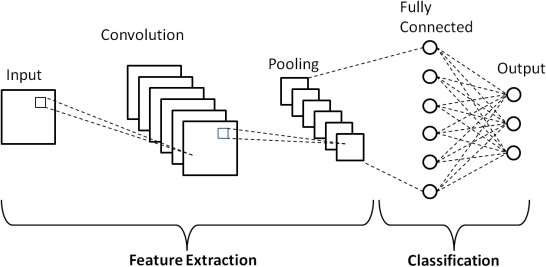 Fully
Connected
Convolution
Pooling
Input
Output
Feature Extraction
Classification